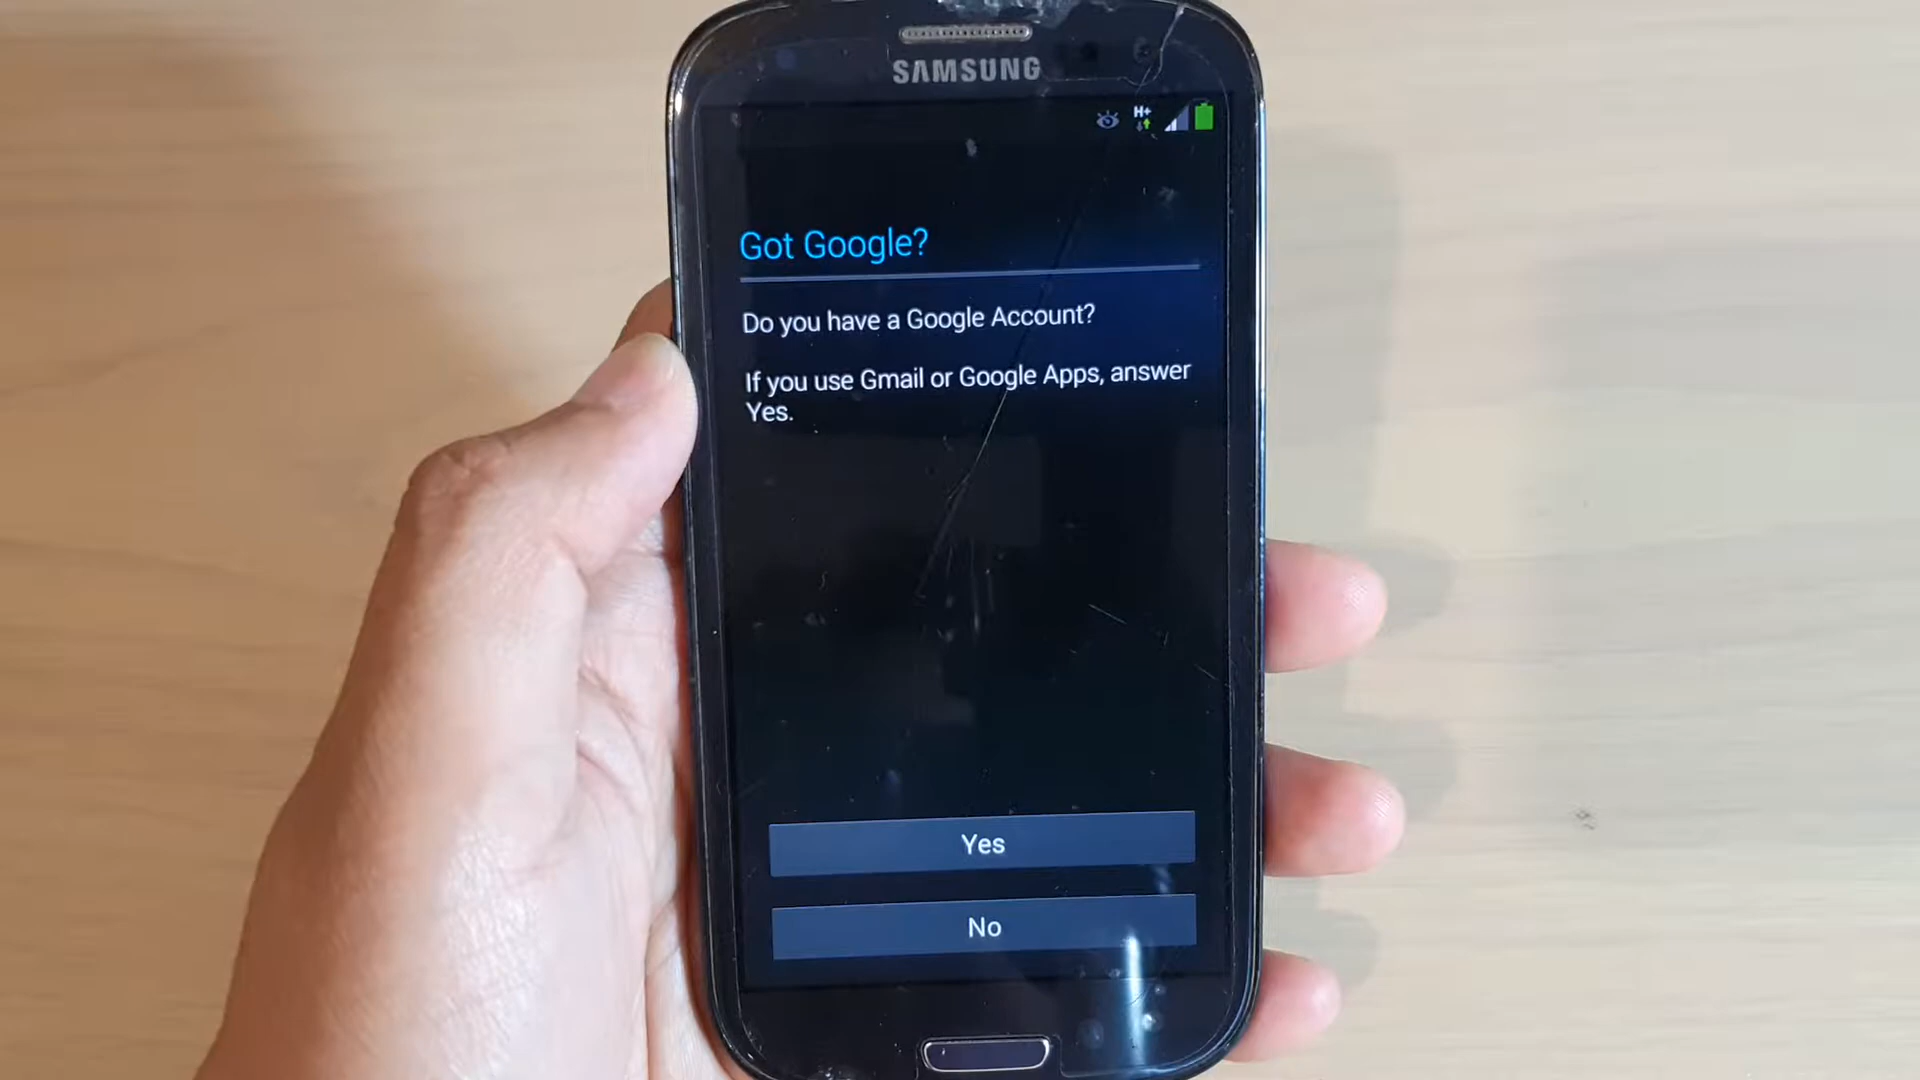 SAMSUNG
H+
Got Google?
Do you have a Google Account?
If you use Gmail or Google Apps, answer
Yes.
Yes
No